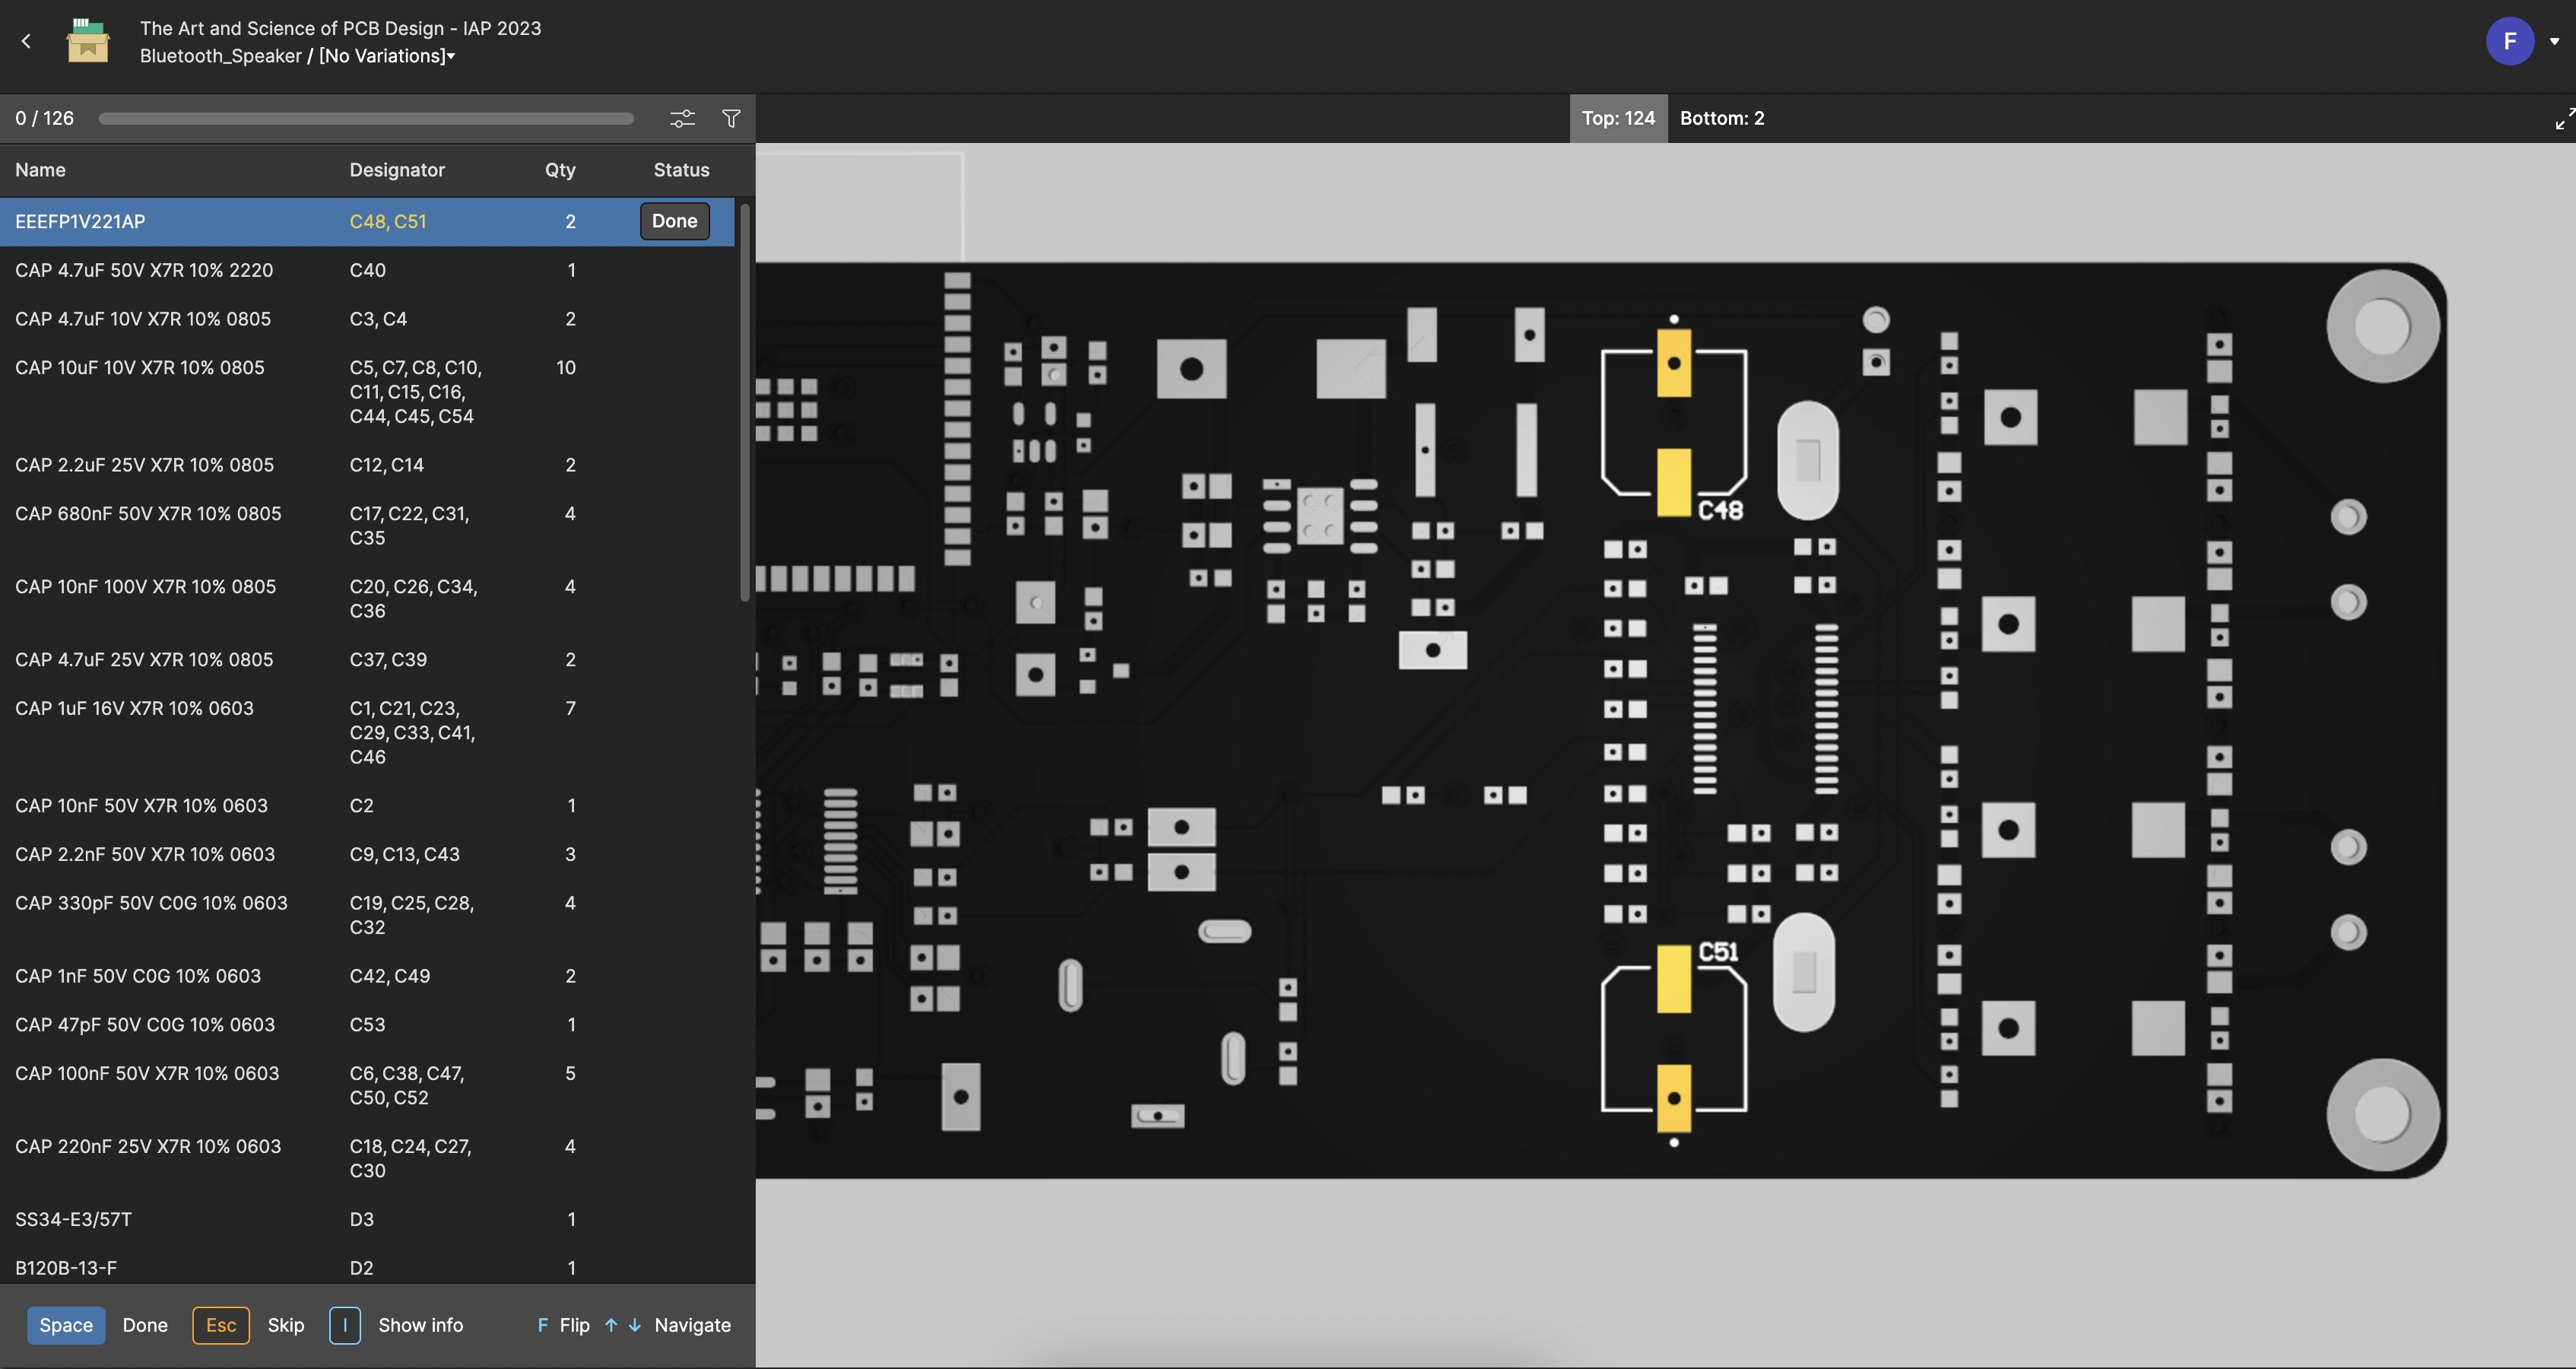 The Art and Science of PCB Design - IAP 2023
Bluetooth_Speaker / [No Variations]
F
0 / 126
Top: 124 Bottom: 2
Name Designator Qty Status
EEEFP1V221AP C48, C51 2 Done
CAP 4.7uF 50V X7R 10% 2220 C40 1
CAP 4.7uF 10V X7R 10% 0805 C3, C4 2
CAP 10uF 10V X7R 10% 0805 C5, C7, C8, C10, 10
C11, C15, C16,
C44, C45, C54
CAP 2.2uF 25V X7R 10% 0805 C12, C14 2
CAP 680nF 50V X7R 10% 0805 C17, C22, C31, 4
C35
CAP 10nF 100V X7R 10% 0805 C20, C26, C34, 4
C36
CAP 4.7uF 25V X7R 10% 0805 C37, C39 2
CAP 1uF 16V X7R 10% 0603 C1, C21, C23, 7
C29, C33, C41,
C46
CAP 10nF 50V X7R 10% 0603 C2 1
CAP 2.2nF 50V X7R 10% 0603 C9, C13, C43 3
CAP 330pF 50V C0G 10% 0603 C19, C25, C28, 4
C32
CAP 1nF 50V C0G 10% 0603 C42, C49 2
CAP 47pF 50V C0G 10% 0603 C53 1
CAP 100nF 50V X7R 10% 0603 C6, C38, C47, 5
C50, C52
CAP 220nF 25V X7R 10% 0603 C18, C24, C27, 4
C30
SS34-E3/57T D3 1
B120B-13-F D2 1
Space Done Esc Skip I Show info F Flip ↑ ↓ Navigate
C48
C51